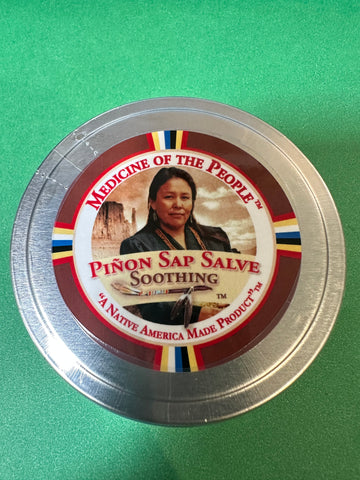 MEDICINE OF THE PEOPLE™
PIÑON SAP SALVE
SOOTHING
™
"A NATIVE AMERICA MADE PRODUCT"™